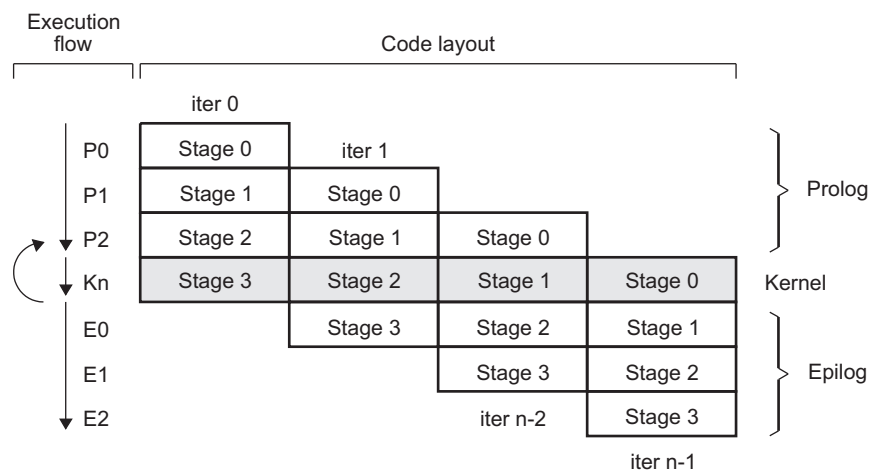 Execution
flow
Code layout
iter 0
P0 Stage 0 iter 1
P1 Stage 1 Stage 0 Prolog
P2 Stage 2 Stage 1 Stage 0
Kn Stage 3 Stage 2 Stage 1 Stage 0 Kernel
E0 Stage 3 Stage 2 Stage 1
E1 Stage 3 Stage 2 Epilog
E2 iter n-2 Stage 3
iter n-1